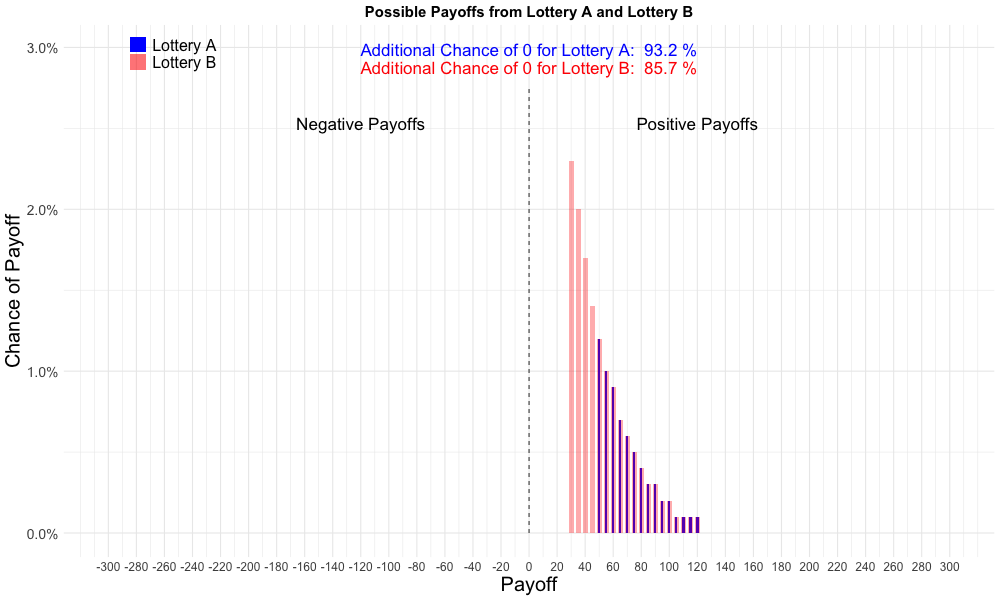 Possible Payoffs from Lottery A and Lottery B
Lottery A
Lottery B
Additional Chance of 0 for Lottery A: 93.2 %
Additional Chance of 0 for Lottery B: 85.7 %
Negative Payoffs
Positive Payoffs
Chance of Payoff
3.0%
2.0%
1.0%
0.0%
-300 -280 -260 -240 -220 -200 -180 -160 -140 -120 -100 -80 -60 -40 -20 0 20 40 60 80 100 120 140 160 180 200 220 240 260 280 300
Payoff